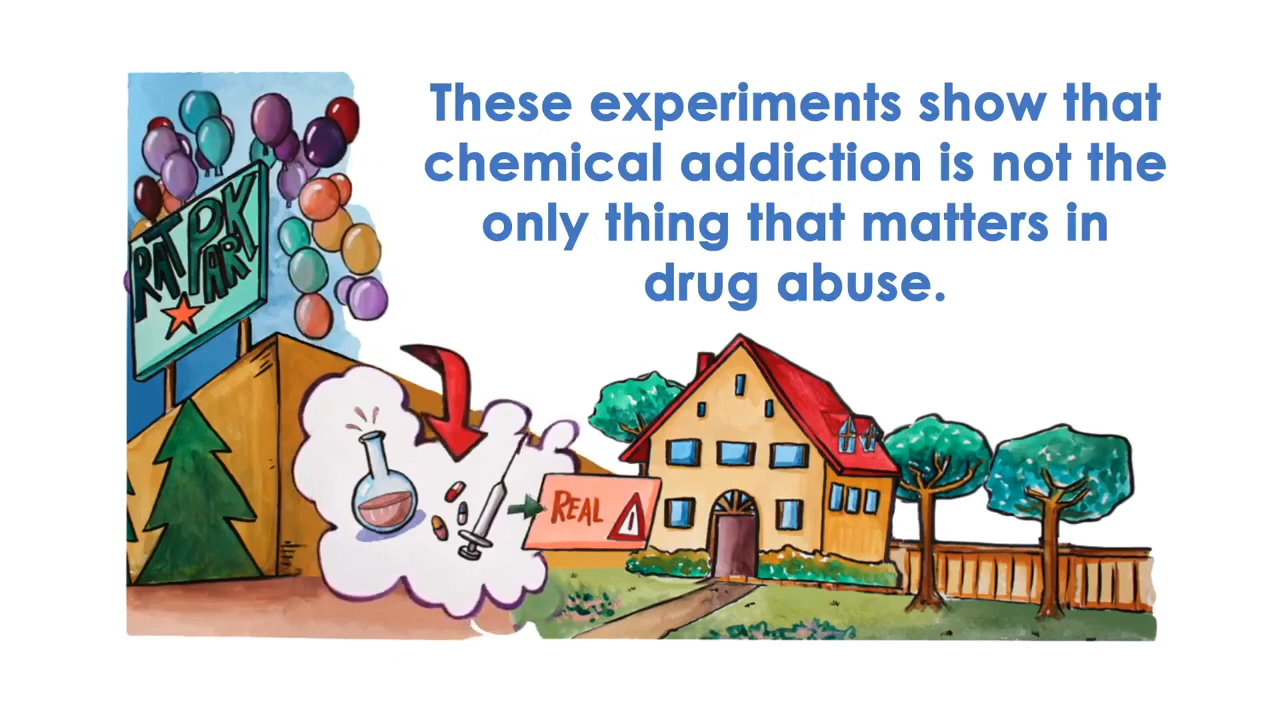 These experiments show that
chemical addiction is not the
only thing that matters in
drug abuse.
RAT PARK
REAL